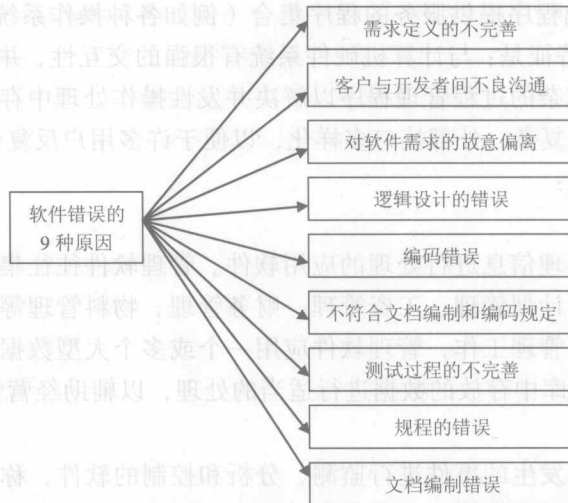 需求定义的不完善
客户与开发者间不良沟通
对软件需求的故意偏离
逻辑设计的错误
软件错误的
9 种原因
编码错误
不符合文档编制和编码规定
测试过程的不完善
规程的错误
文档编制错误